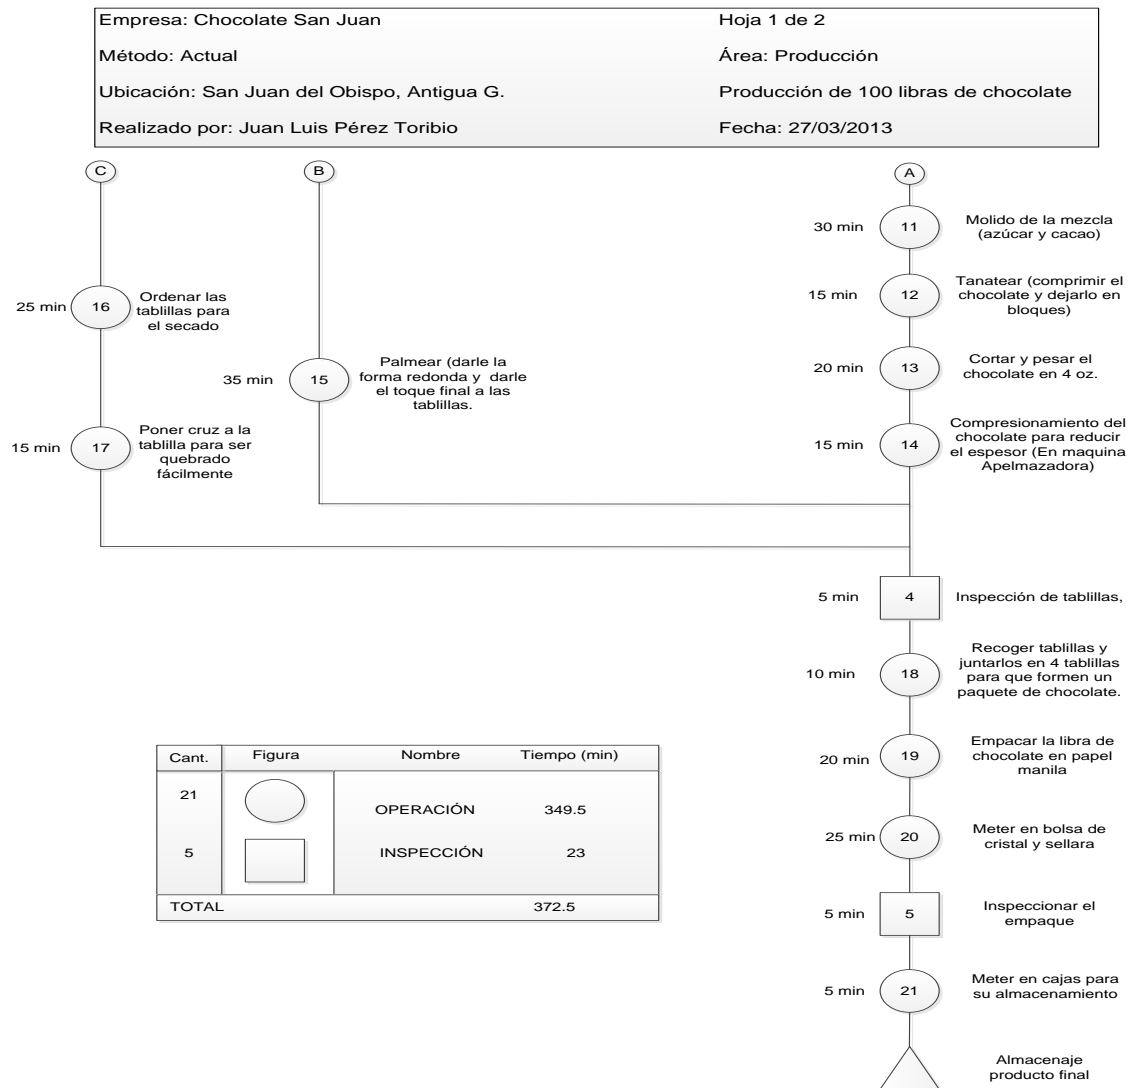 Empresa: Chocolate San Juan
Hoja 1 de 2
Método: Actual
Área: Producción
Ubicación: San Juan del Obispo, Antigua G.
Producción de 100 libras de chocolate
Realizado por: Juan Luis Pérez Toribio
Fecha: 27/03/2013
C
B
A
30 min
11
Molido de la mezcla
(azúcar y cacao)
15 min
12
Tanatear (comprimir el
chocolate y dejarlo en
bloques)
25 min
16
Ordenar las
tablillas para
el secado
35 min
15
Palmear (darle la
forma redonda y darle
el toque final a las
tablillas.
20 min
13
Cortar y pesar el
chocolate en 4 oz.
15 min
17
Poner cruz a la
tablilla para ser
quebrado
fácilmente
15 min
14
Compresionamiento del
chocolate para reducir
el espesor (En maquina
Apelmazadora)
5 min
4
Inspección de tablillas,
10 min
18
Recoger tablillas y
juntarlos en 4 tablillas
para que formen un
paquete de chocolate.
20 min
19
Empacar la libra de
chocolate en papel
manila
25 min
20
Meter en bolsa de
cristal y sellara
5 min
5
Inspeccionar el
empaque
5 min
21
Meter en cajas para
su almacenamiento
Almacenaje
producto final
Cant. Figura Nombre Tiempo (min)
21 OPERACIÓN 349.5
5 INSPECCIÓN 23
TOTAL 372.5